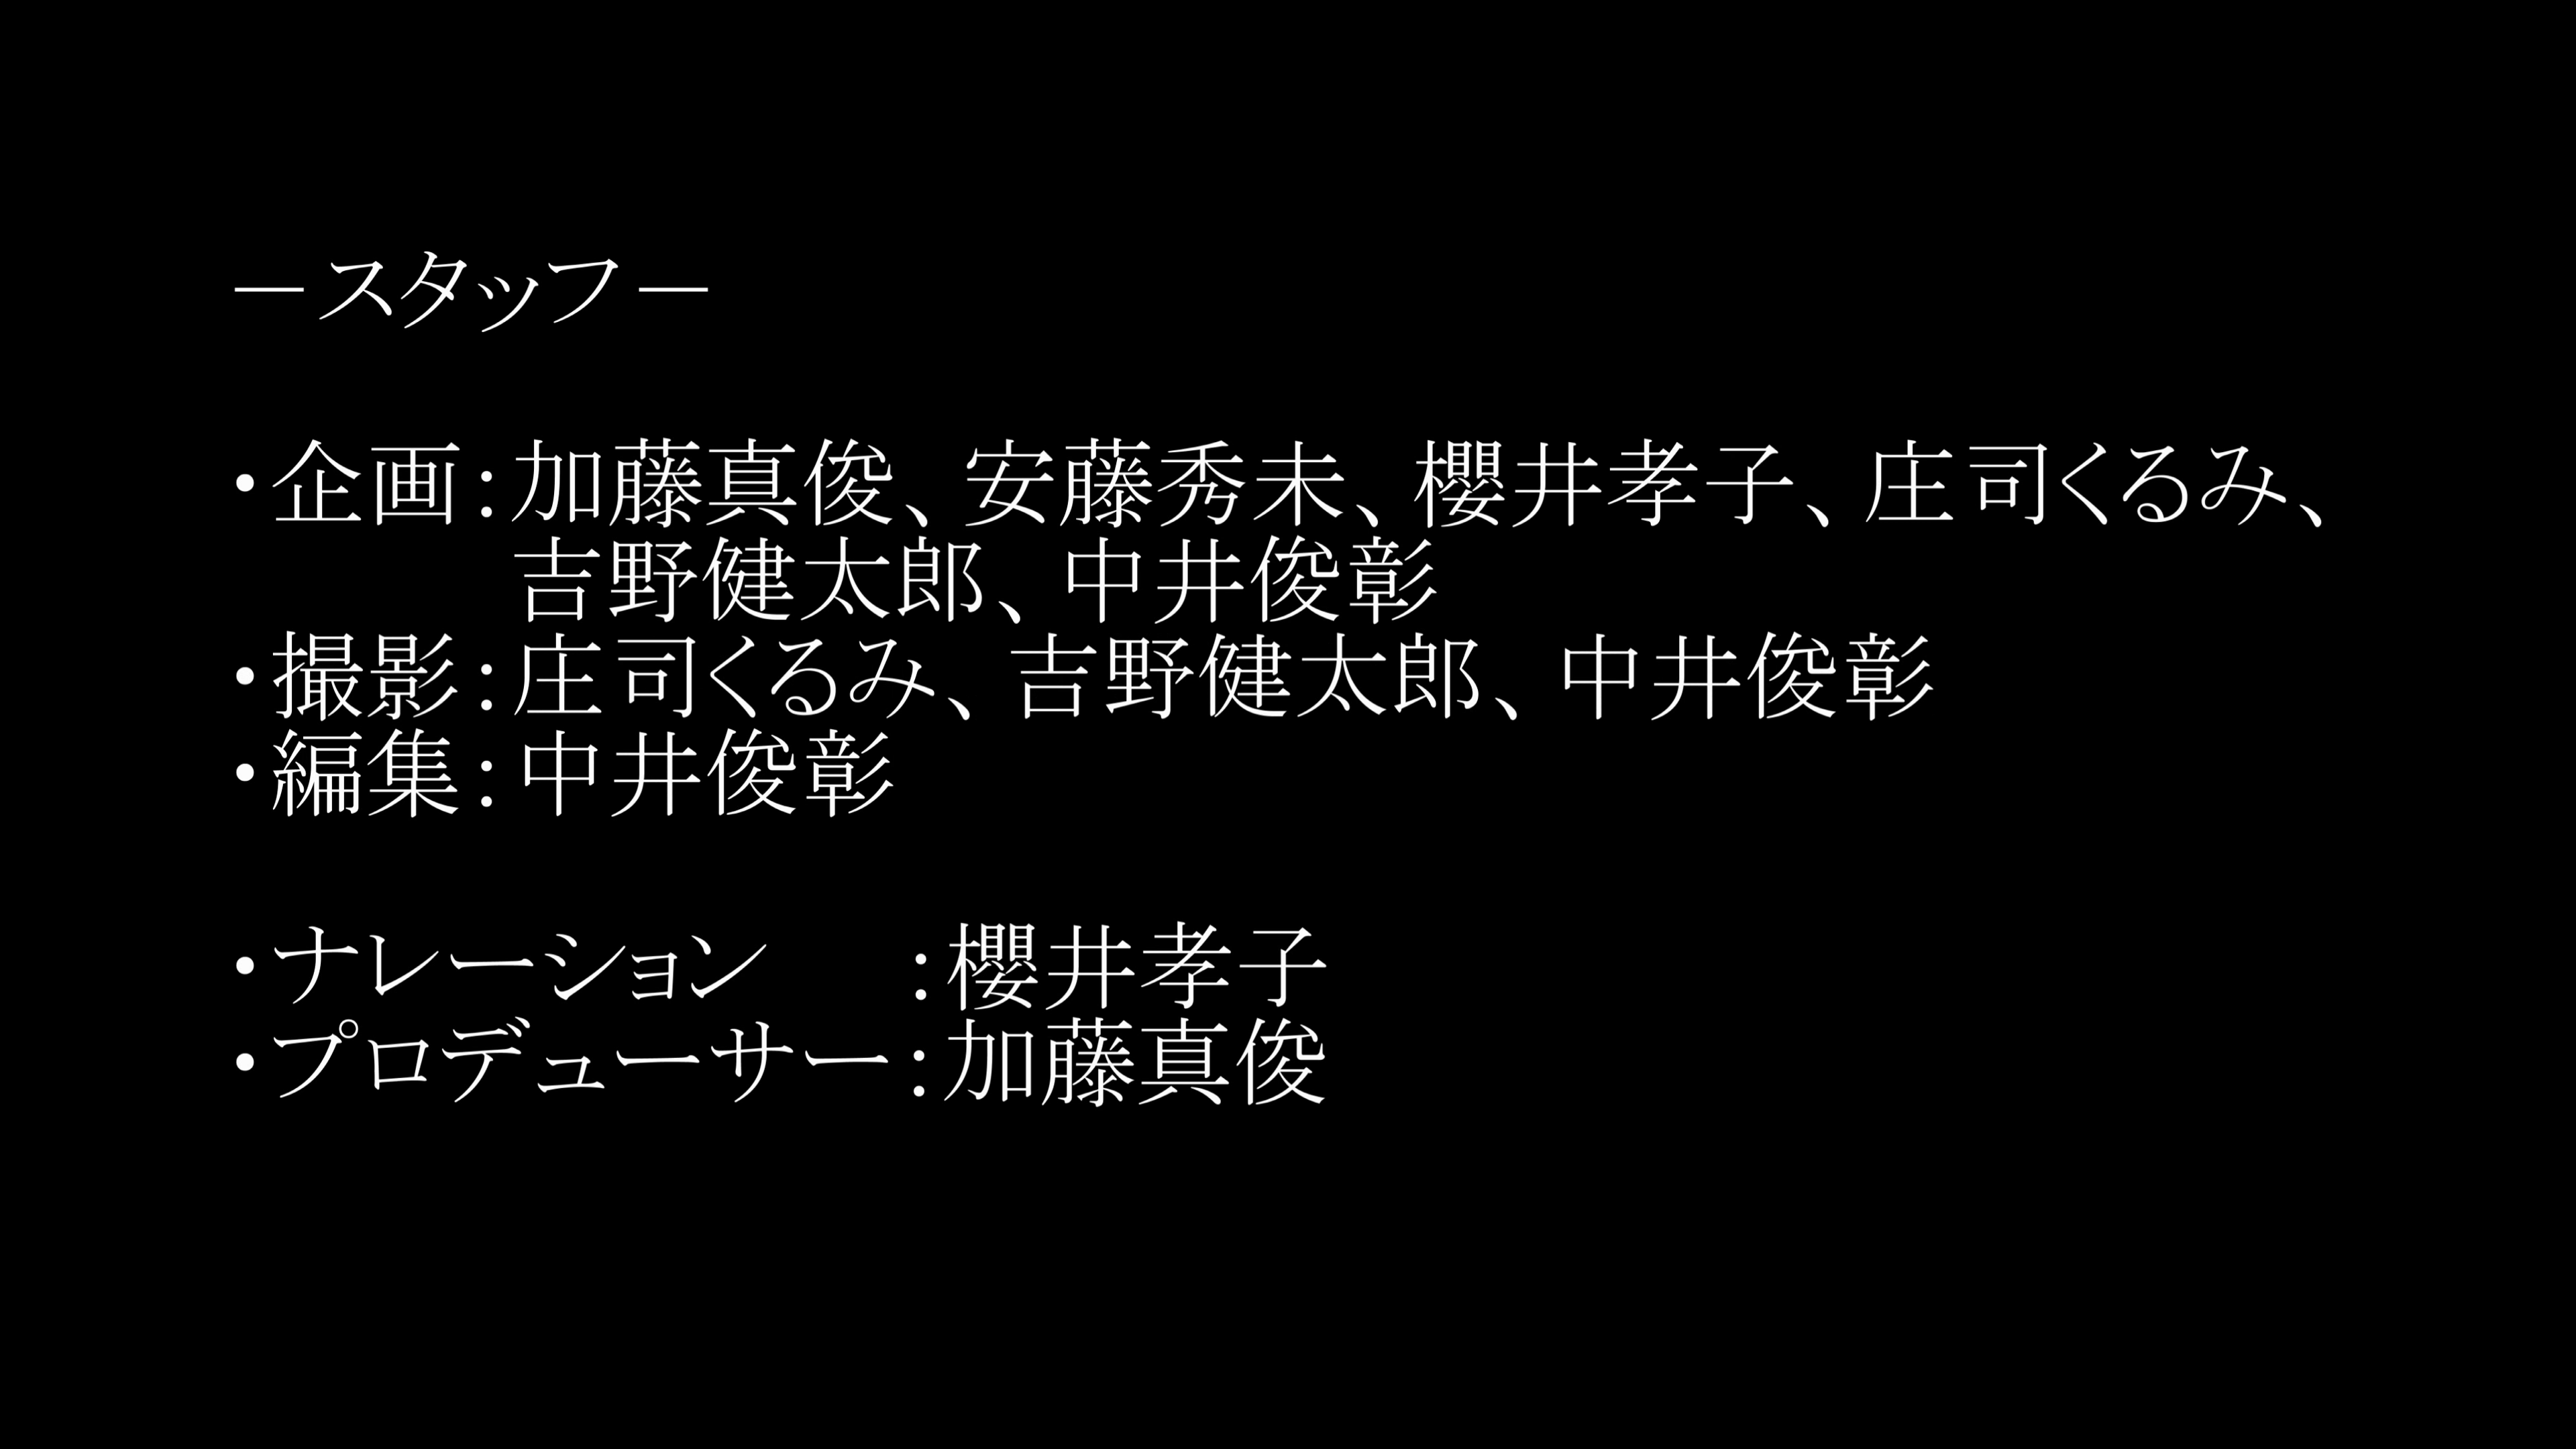 －スタッフ－
・企画：加藤真俊、安藤秀未、櫻井孝子、庄司くるみ、
吉野健太郎、中井俊彰
・撮影：庄司くるみ、吉野健太郎、中井俊彰
・編集：中井俊彰
・ナレーション　：櫻井孝子
・プロデューサー：加藤真俊